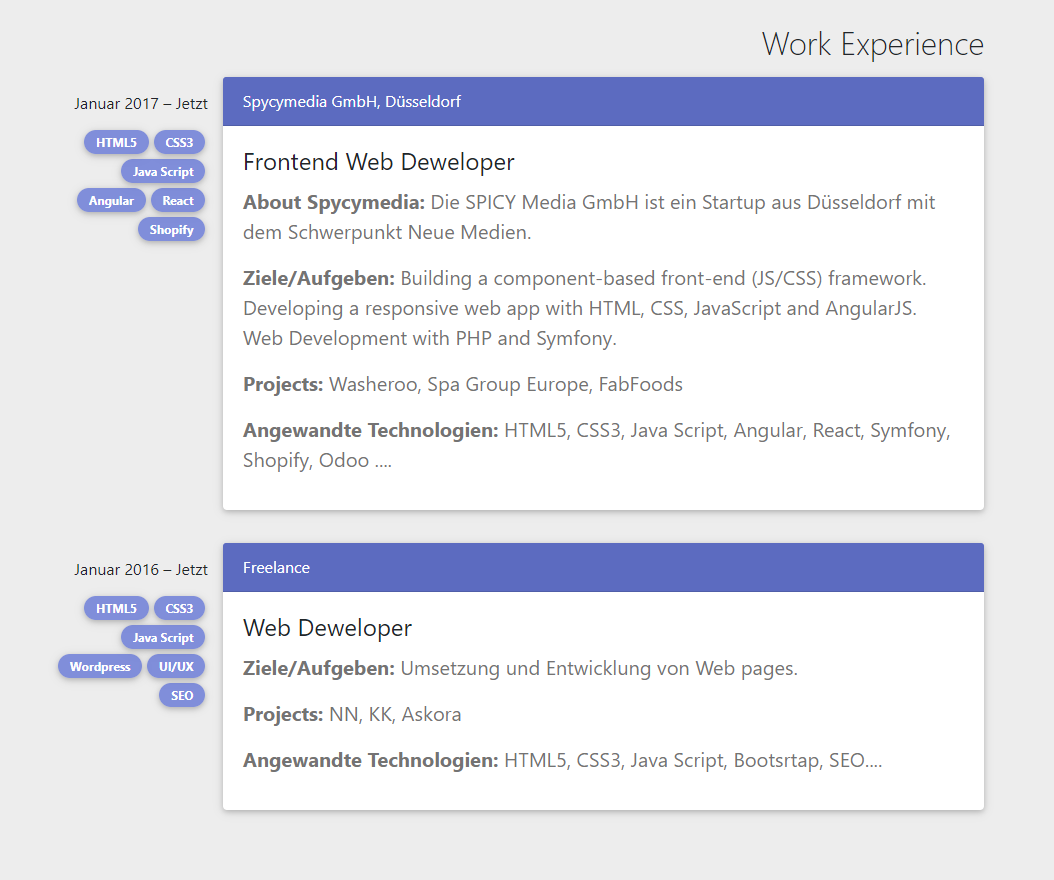 Work Experience
Januar 2017 – Jetzt
HTML5 CSS3
Java Script
Angular React
Shopify
Spycymedia GmbH, Düsseldorf
Frontend Web Deweloper
About Spycymedia: Die SPICY Media GmbH ist ein Startup aus Düsseldorf mit
dem Schwerpunkt Neue Medien.
Ziele/Aufgeben: Building a component-based front-end (JS/CSS) framework.
Developing a responsive web app with HTML, CSS, JavaScript and AngularJS.
Web Development with PHP and Symfony.
Projects: Washeroo, Spa Group Europe, FabFoods
Angewandte Technologien: HTML5, CSS3, Java Script, Angular, React, Symfony,
Shopify, Odoo ....
Januar 2016 – Jetzt
HTML5 CSS3
Java Script
Wordpress UI/UX
SEO
Freelance
Web Deweloper
Ziele/Aufgeben: Umsetzung und Entwicklung von Web pages.
Projects: NN, KK, Askora
Angewandte Technologien: HTML5, CSS3, Java Script, Bootsrtap, SEO....